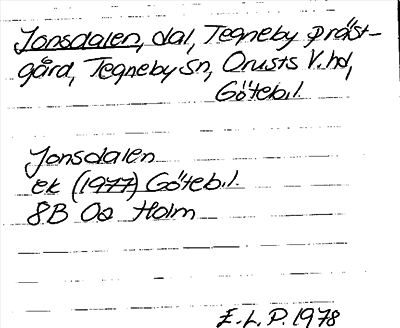 Jonsdalen, dal, Tegneby präst-
gård, Tegneby sn, Orusts V. hd,
Götebl.
Jonsdalen
ek (1977) Götebl.
8B Oa Holm
E.L.P. 1978